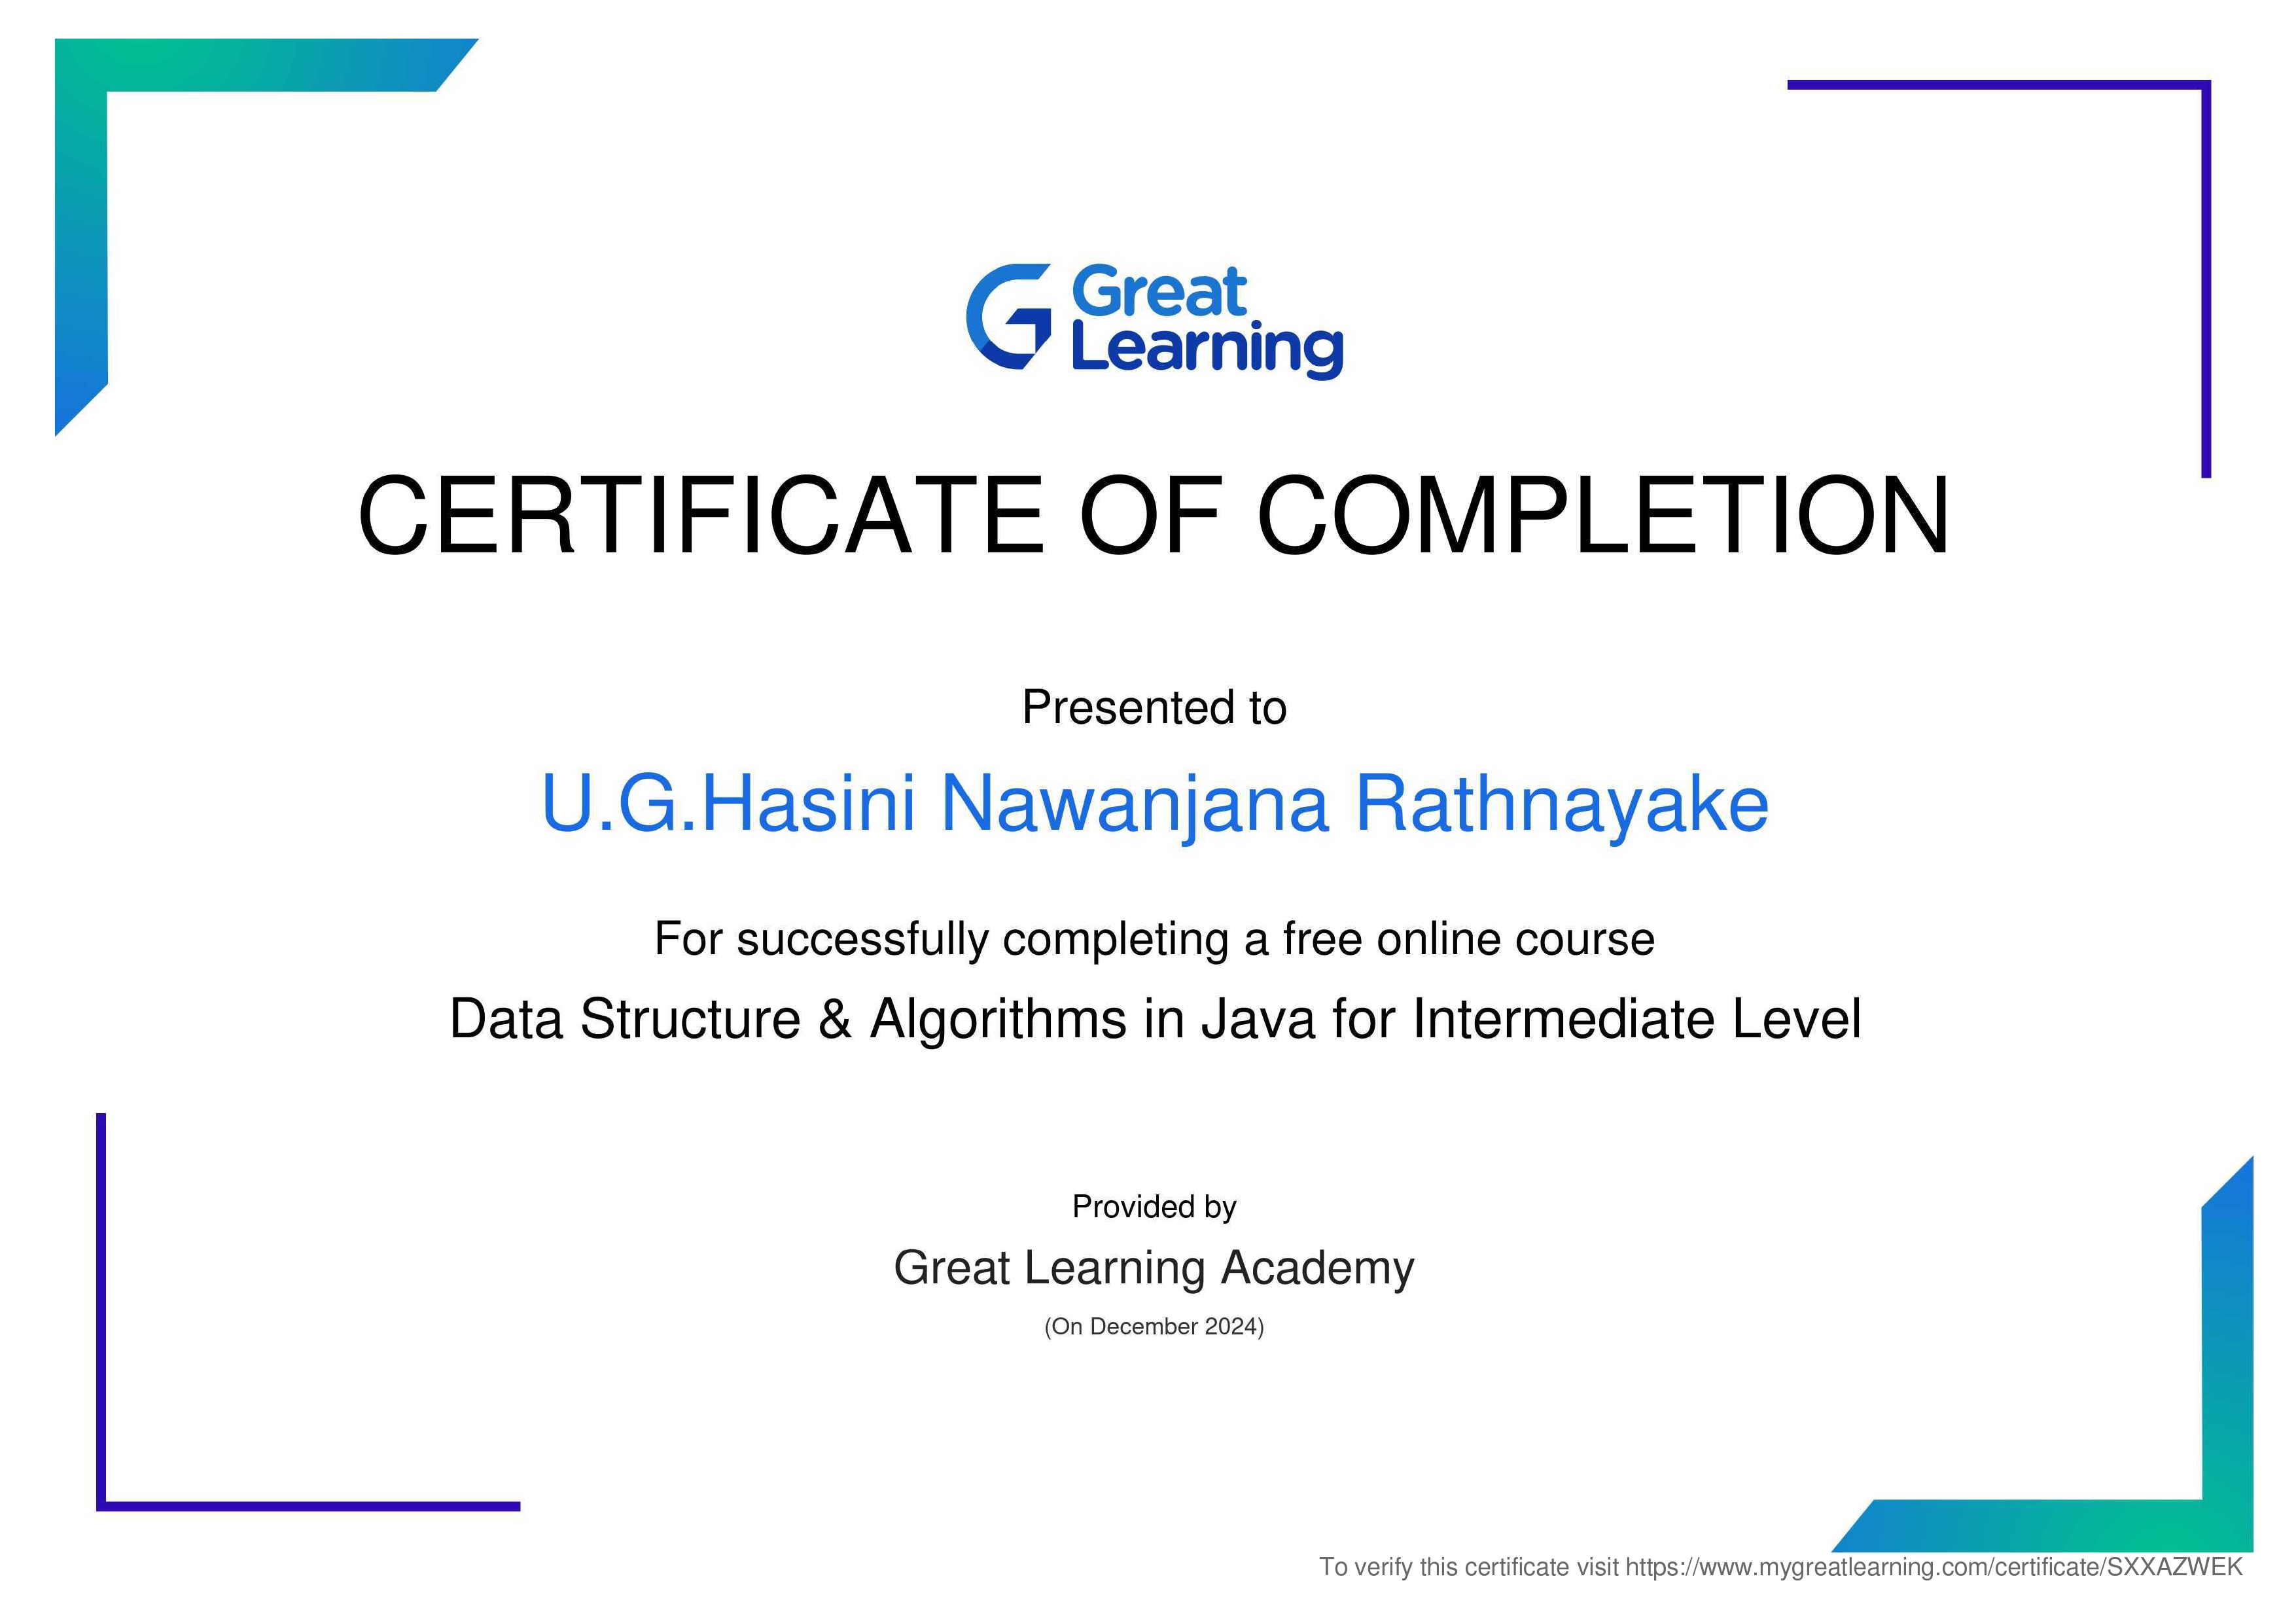 Great
Learning
CERTIFICATE OF COMPLETION
Presented to
U.G.Hasini Nawanjana Rathnayake
For successfully completing a free online course
Data Structure & Algorithms in Java for Intermediate Level
Provided by
Great Learning Academy
(On December 2024)
To verify this certificate visit https://www.mygreatlearning.com/certificate/SXXAZWEK